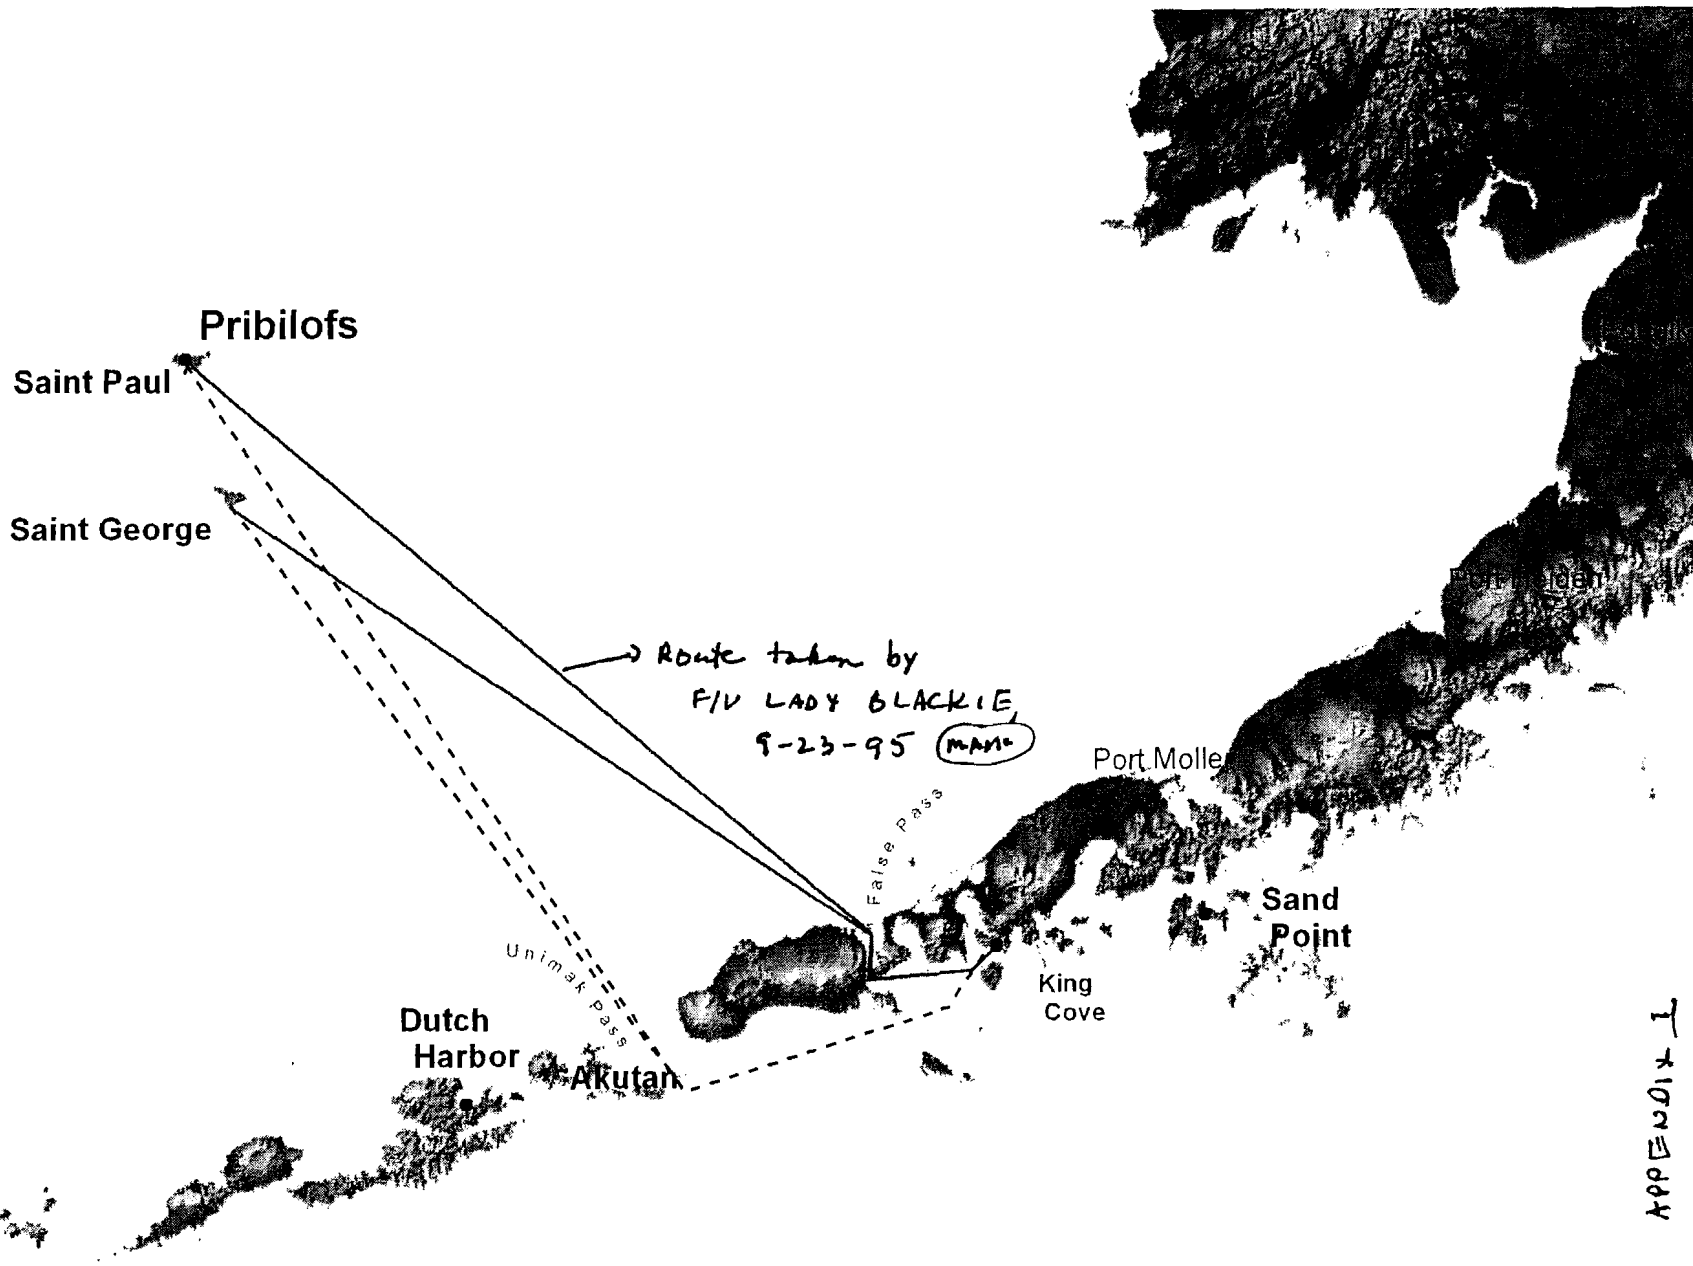 Pribilofs
Saint Paul
Saint George
Route taken by
F/V LADY BLACKIE
9-23-95
Port Moller
False Pass
Sand
Point
King
Cove
Unimak Pass
Dutch
Harbor
Akutan
APPENDIX 1